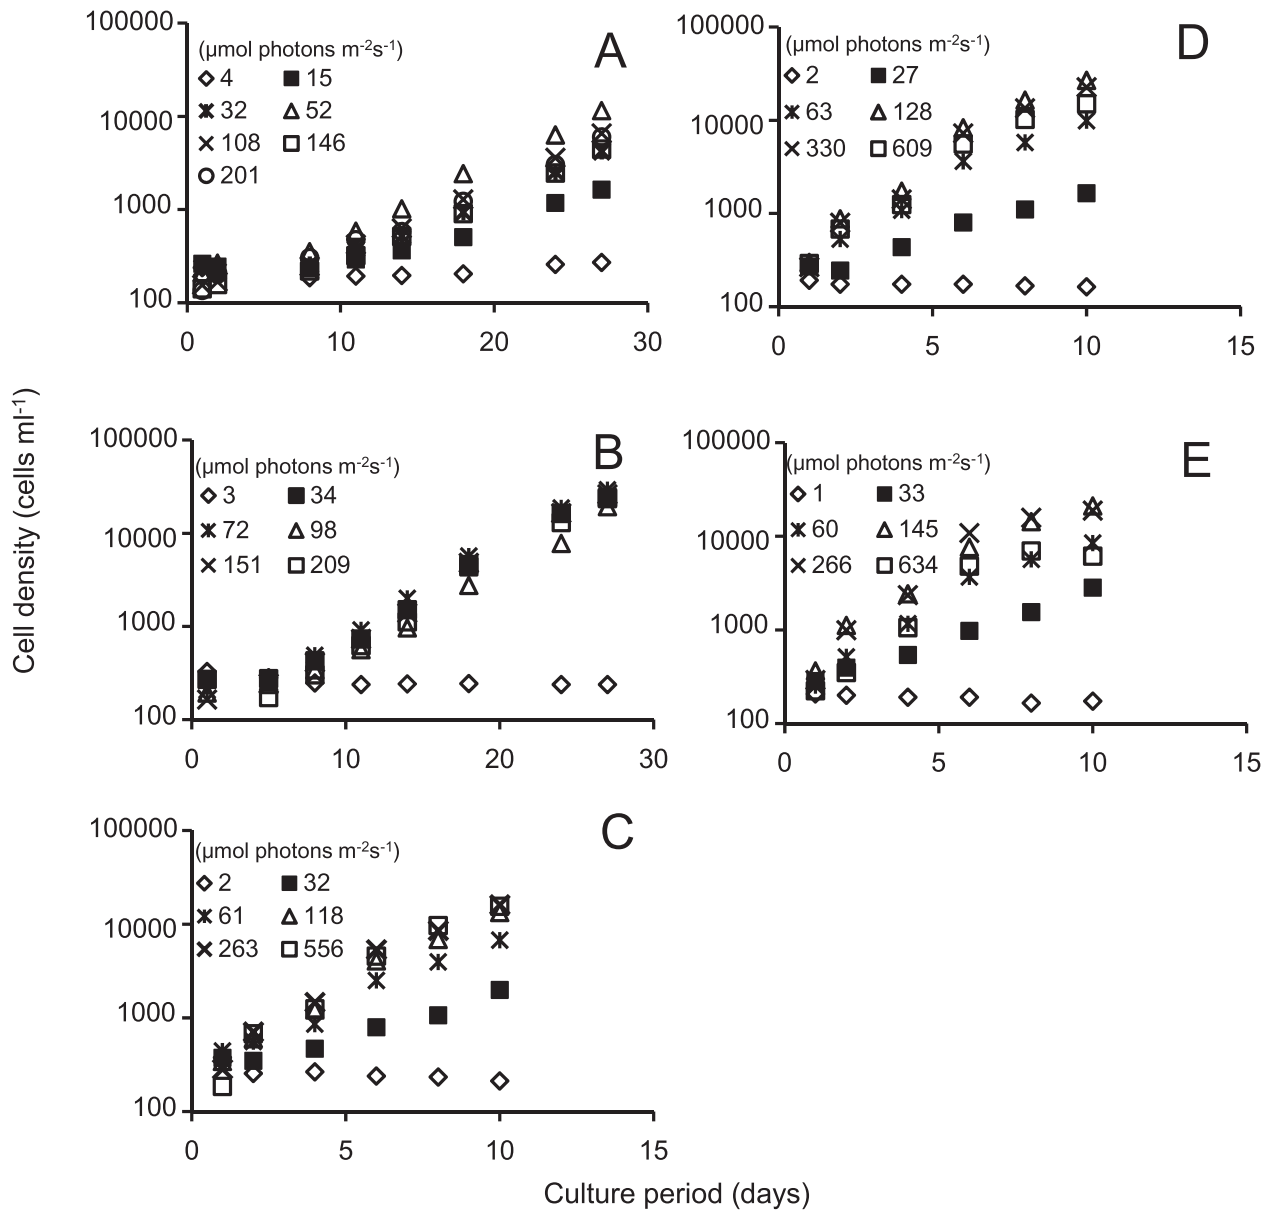 A
100000
10000
1000
100
(µmol photons m-2s-1)
4 15
32 52
108 146
201
0 10 20 30
D
100000
10000
1000
100
(µmol photons m-2s-1)
2 27
63 128
330 609
0 5 10 15
Cell density (cells ml-1)
B
100000
10000
1000
100
(µmol photons m-2s-1)
3 34
72 98
151 209
0 10 20 30
E
100000
10000
1000
100
(µmol photons m-2s-1)
1 33
60 145
266 634
0 5 10 15
C
100000
10000
1000
100
(µmol photons m-2s-1)
2 32
61 118
263 556
0 5 10 15
Culture period (days)